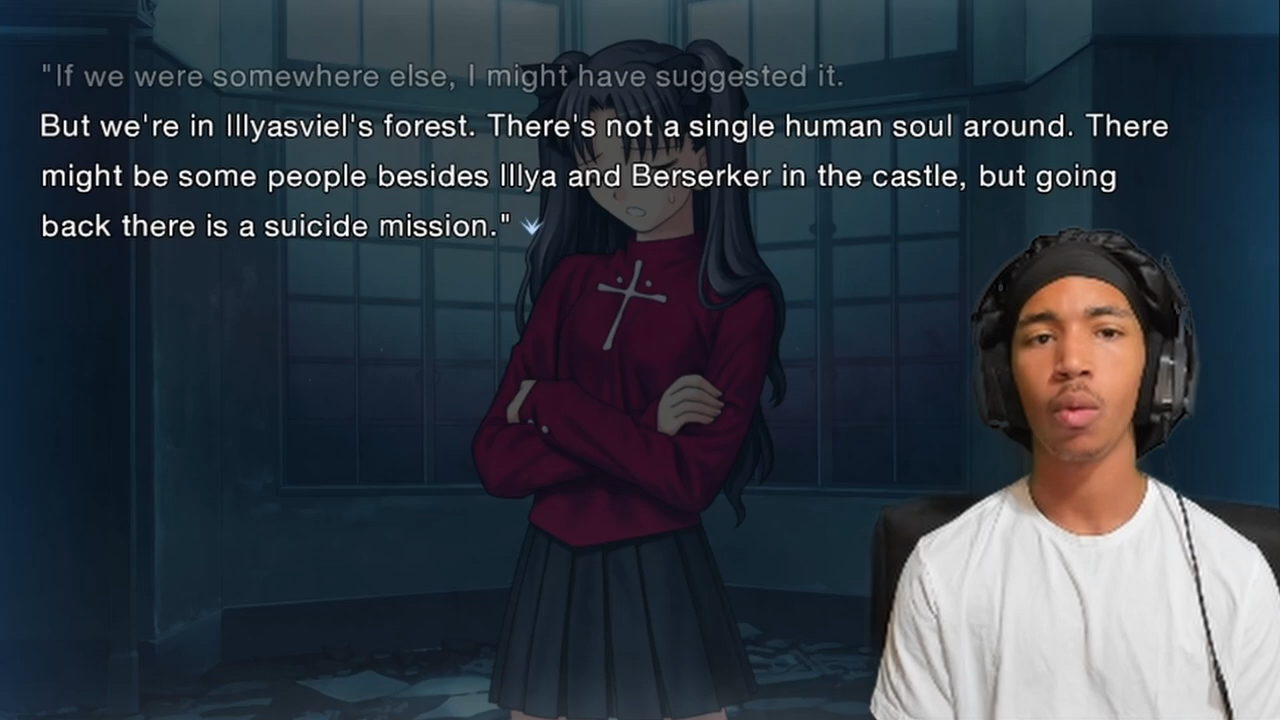 "If we were somewhere else, I might have suggested it.
But we're in Illyasviel's forest. There's not a single human soul around. There
might be some people besides Illya and Berserker in the castle, but going
back there is a suicide mission."